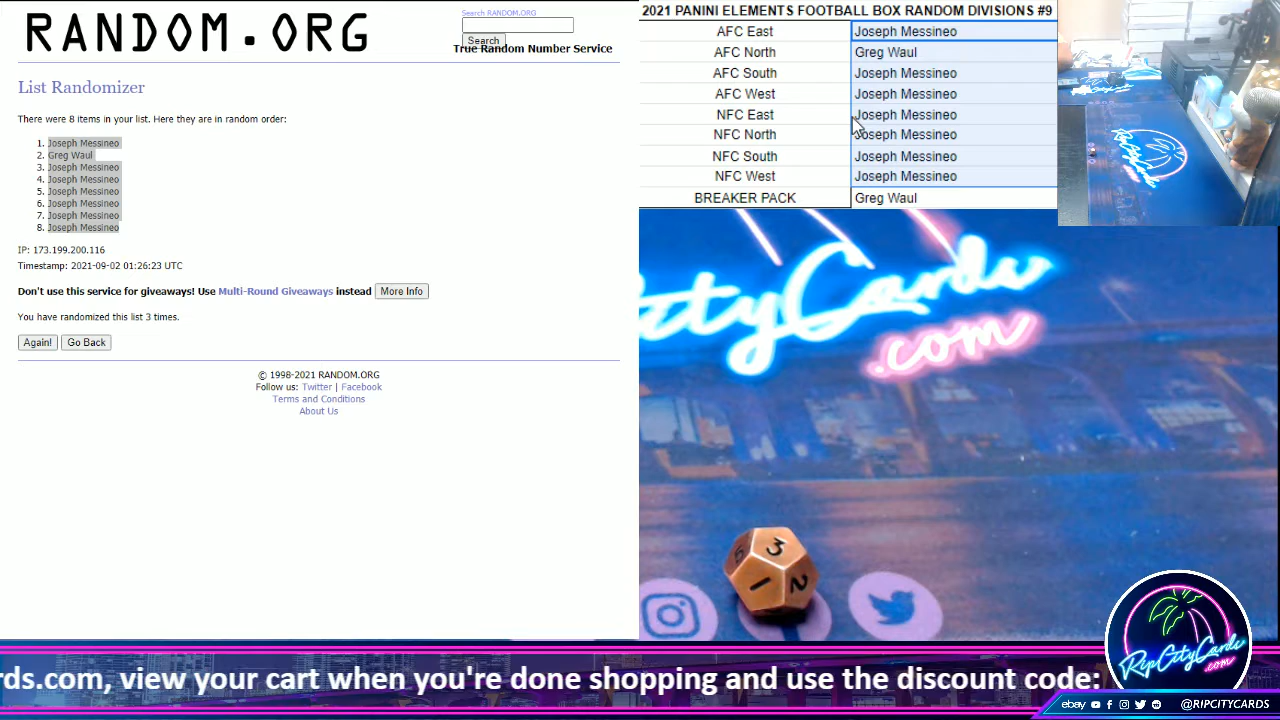 RANDOM.ORG
Search RANDOM.ORG
Search
True Random Number Service
List Randomizer
There were 8 items in your list. Here they are in random order:
1. Joseph Messineo
2. Greg Waul
3. Joseph Messineo
4. Joseph Messineo
5. Joseph Messineo
6. Joseph Messineo
7. Joseph Messineo
8. Joseph Messineo
IP: 173.199.200.116
Timestamp: 2021-09-02 01:26:23 UTC
Don't use this service for giveaways! Use Multi-Round Giveaways instead More Info
You have randomized this list 3 times.
Again! Go Back
© 1998-2021 RANDOM.ORG
Follow us: Twitter | Facebook
Terms and Conditions
About Us
2021 PANINI ELEMENTS FOOTBALL BOX RANDOM DIVISIONS #9
AFC East Joseph Messineo
AFC North Greg Waul
AFC South Joseph Messineo
AFC West Joseph Messineo
NFC East Joseph Messineo
NFC North Joseph Messineo
NFC South Joseph Messineo
NFC West Joseph Messineo
BREAKER PACK Greg Waul
pCityCards
.com
3
1
2
rds.com, view your cart when you're done shopping and use the discount code:
RipCityCards
.com
ebay @RIPCITYCARDS